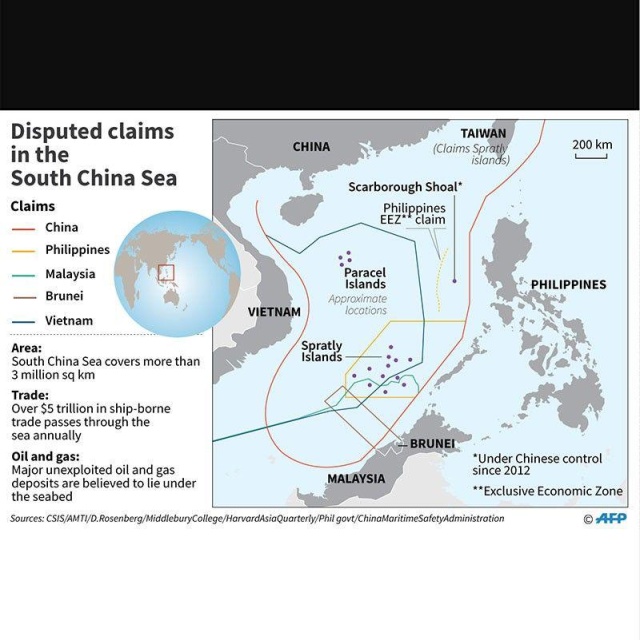 Disputed claims
in the
South China Sea
Claims
China
Philippines
Malaysia
Brunei
Vietnam
Area:
South China Sea covers more than
3 million sq km
Trade:
Over $5 trillion in ship-borne
trade passes through the
sea annually
Oil and gas:
Major unexploited oil and gas
deposits are believed to lie under
the seabed
CHINA
TAIWAN
(Claims Spratly
islands)
200 km
Scarborough Shoal*
Philippines
EEZ** claim
Paracel
Islands
Approximate
locations
VIETNAM
PHILIPPINES
Spratly
Islands
BRUNEI
MALAYSIA
*Under Chinese control
since 2012
**Exclusive Economic Zone
Sources: CSIS/AMTI/D.Rosenberg/MiddleburyCollege/HarvardAsiaQuarterly/Phil govt/ChinaMaritimeSafetyAdministration
© AFP